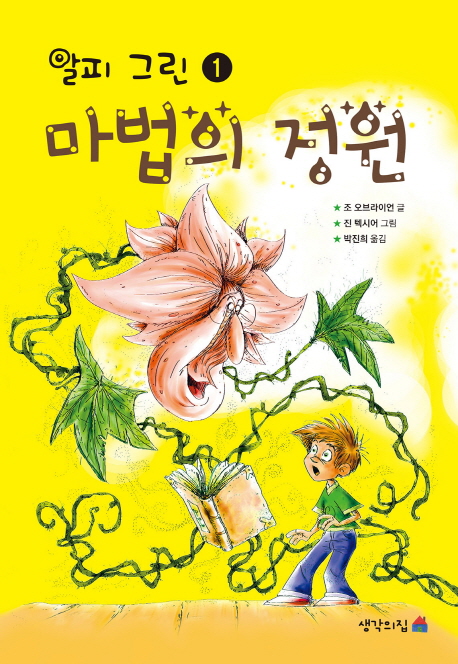 알피 그린 1
마법의 정원
★ 조 오브라이언 글
★ 진 텍시어 그림
★ 박진희 옮김
생각의집